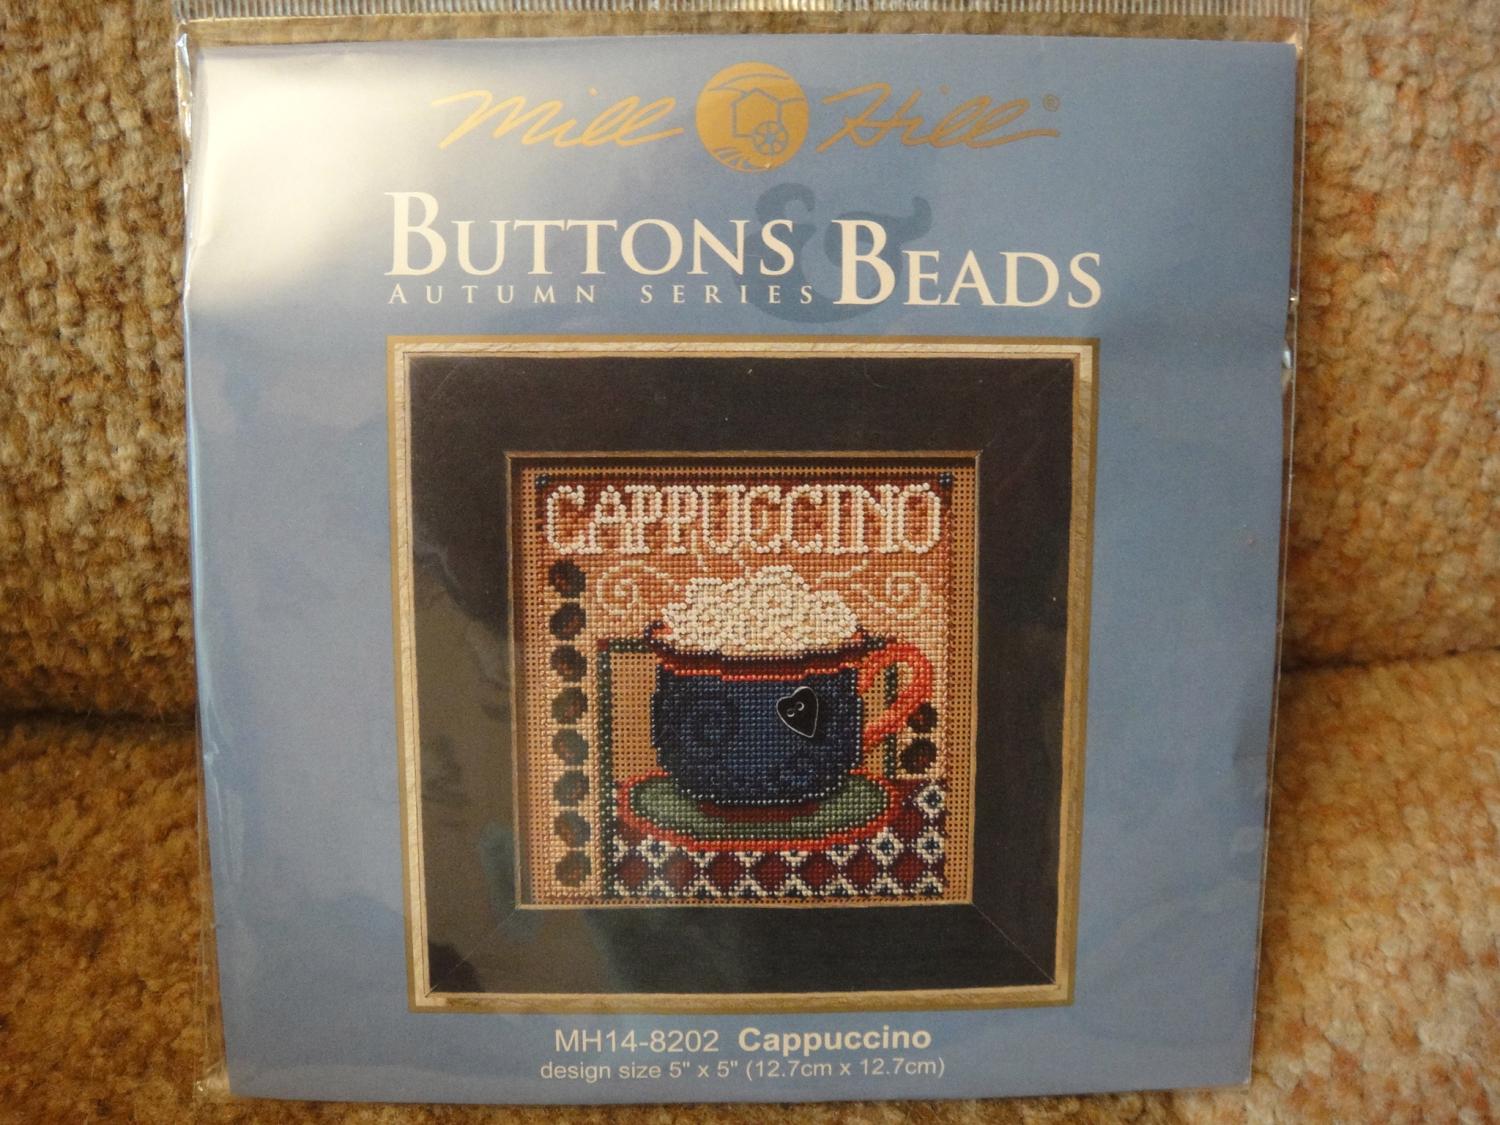 Mill Hill®
BUTTONS & BEADS
AUTUMN SERIES
CAPPUCCINO
MH14-8202 Cappuccino
design size 5" x 5" (12.7cm x 12.7cm)